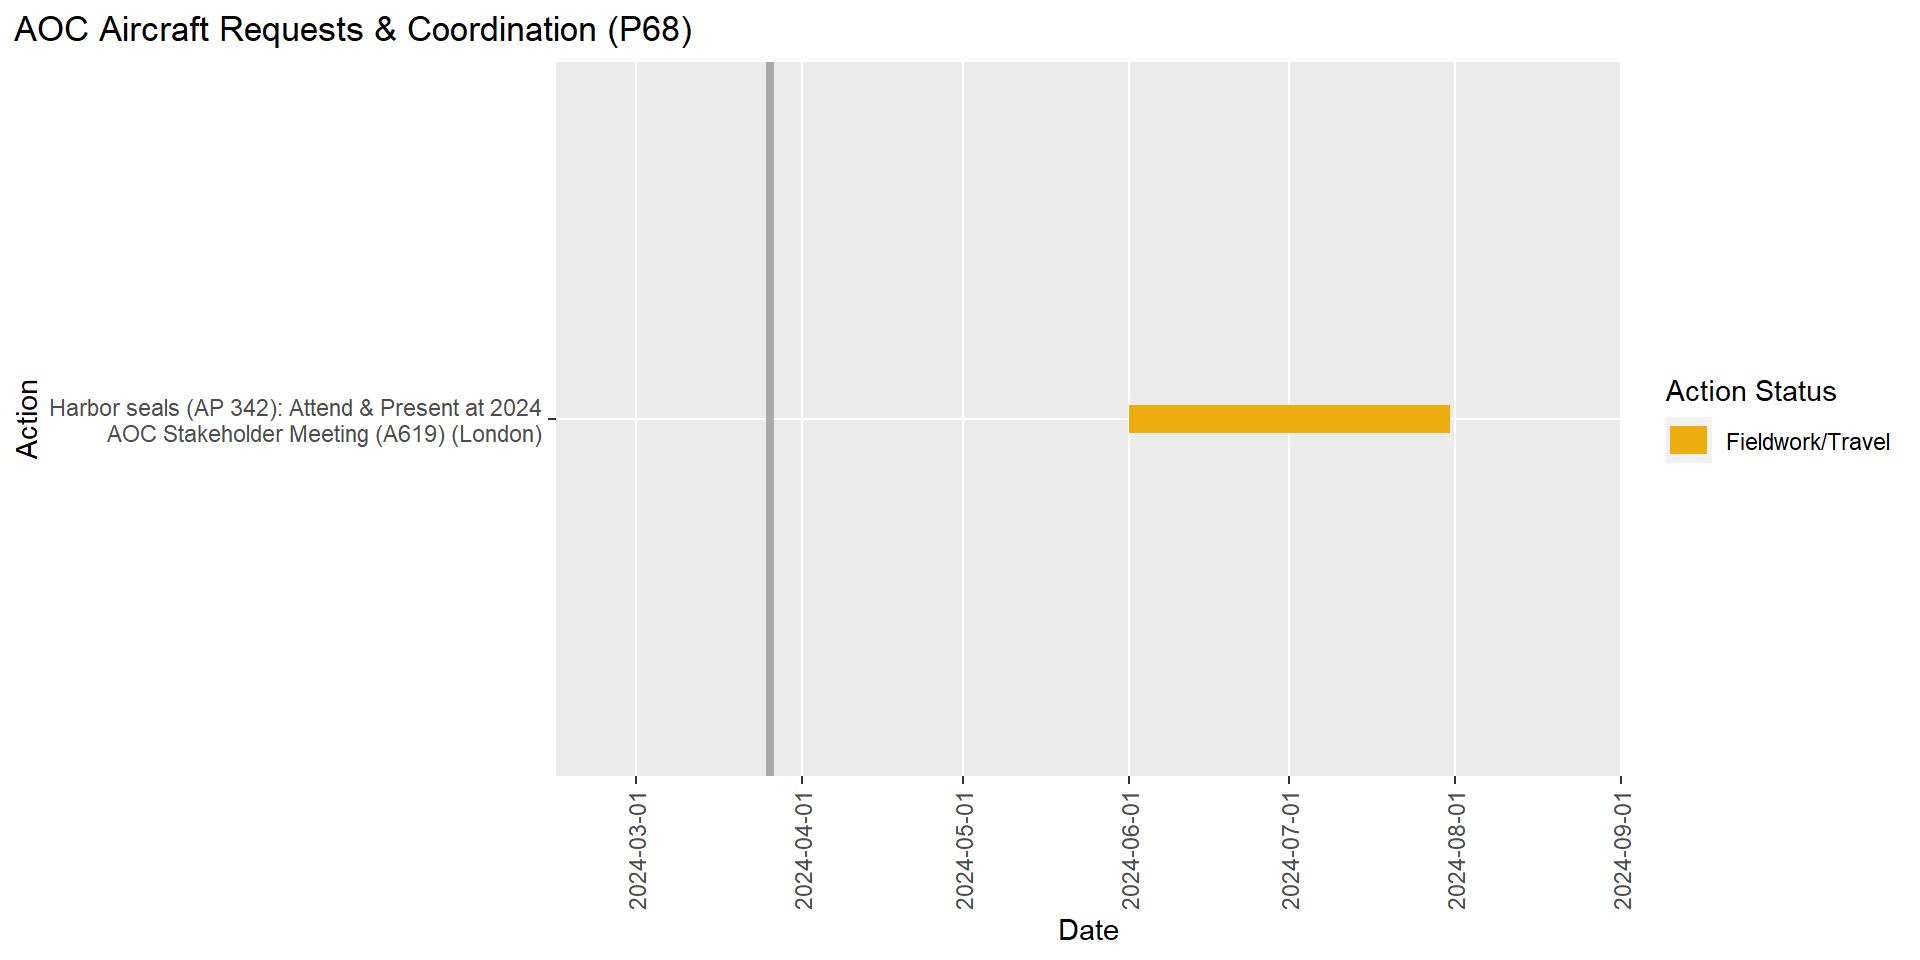 AOC Aircraft Requests & Coordination (P68)
Action
Harbor seals (AP 342): Attend & Present at 2024
AOC Stakeholder Meeting (A619) (London)
Action Status
Fieldwork/Travel
2024-03-01
2024-04-01
2024-05-01
2024-06-01
2024-07-01
2024-08-01
2024-09-01
Date